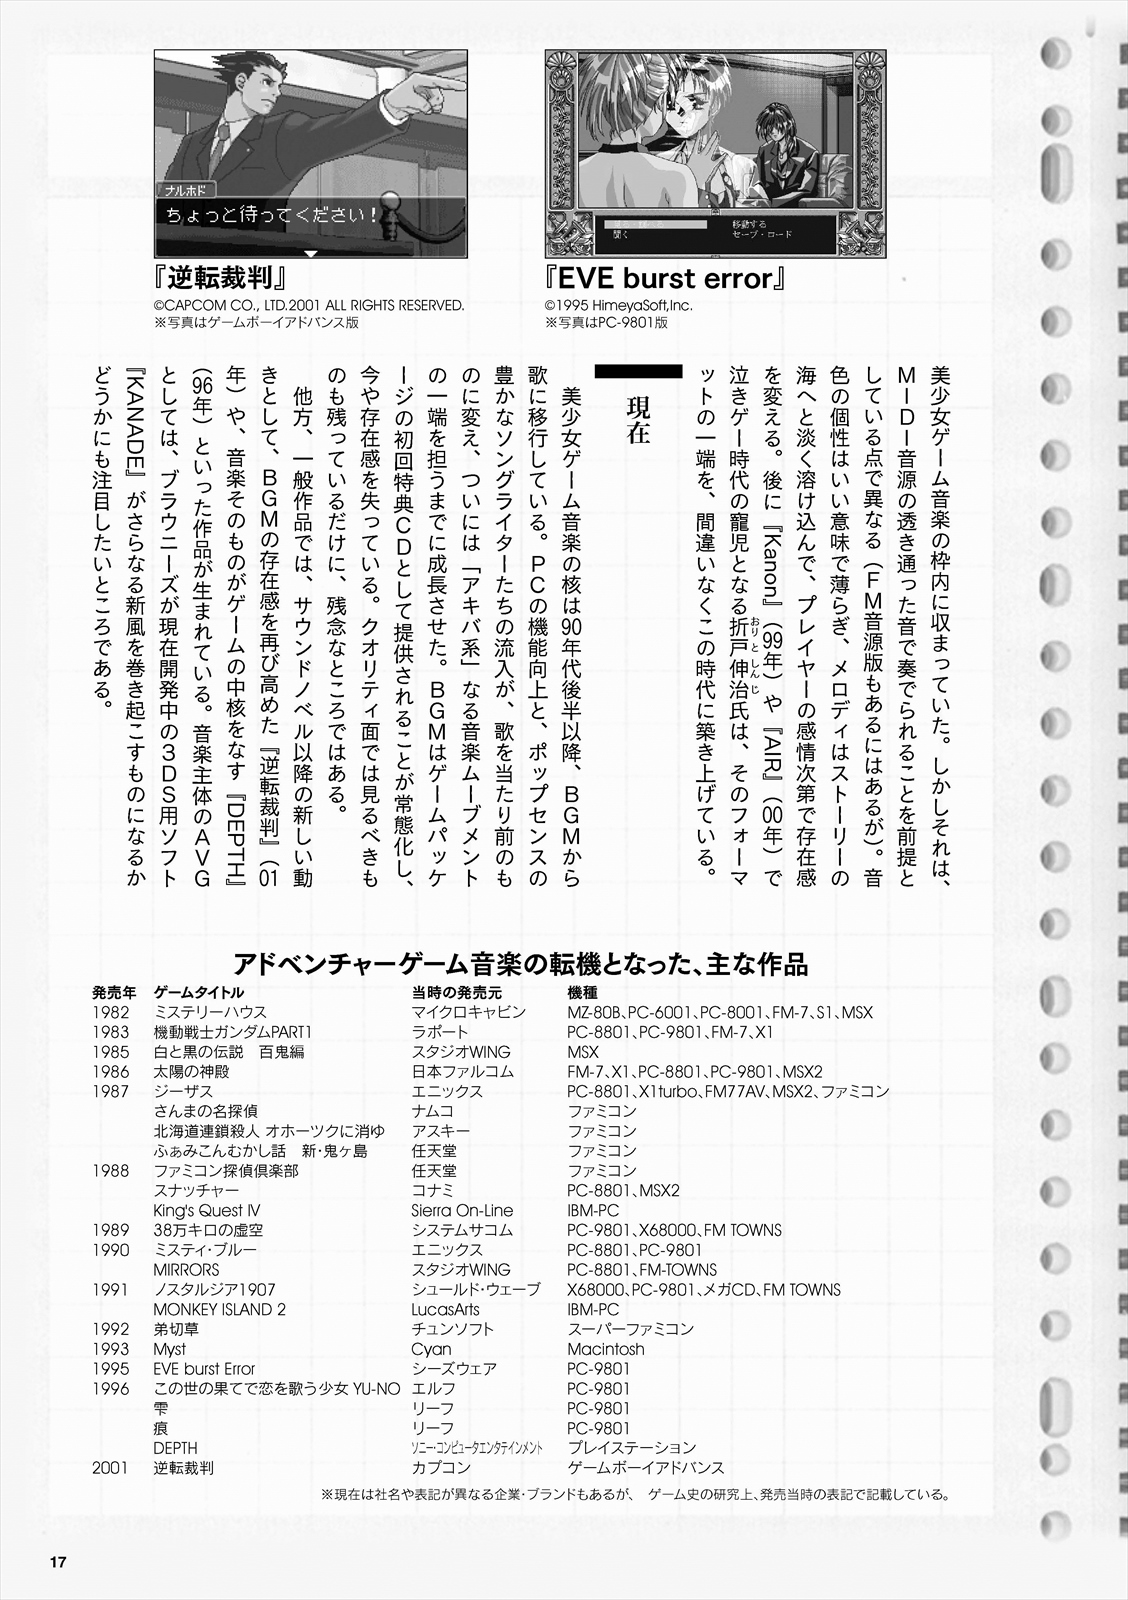 ナルホド
ちょっと待ってください！
『逆転裁判』
©CAPCOM CO., LTD.2001 ALL RIGHTS RESERVED.
※写真はゲームボーイアドバンス版
聞く
移動する
セーブ・ロード
『EVE burst error』
©1995 HimeyaSoft,Inc.
※写真はPC-9801版
美少女ゲーム音楽の枠内に収まっていた。しかしそれは、
MIDI音源の透き通った音で奏でられることを前提と
している点で異なる（FM音源版もあるにはあるが）。音
色の個性はいい意味で薄らぎ、メロディはストーリーの
海へと淡く溶け込んで、プレイヤーの感情次第で存在感
を変える。後に『Kanon』（99年）や『AIR』（00年）で
泣きゲー時代の寵児となる折戸伸治氏は、そのフォーマ
おりとしんじ
ットの一端を、間違いなくこの時代に築き上げている。
現在
美少女ゲーム音楽の核は90年代後半以降、BGMから
歌に移行している。PCの機能向上と、ポップセンスの
豊かなソングライターたちの流入が、歌を当たり前のも
のに変え、ついには「アキバ系」なる音楽ムーブメント
の一端を担うまでに成長させた。BGMはゲームパッケ
ージの初回特典CDとして提供されることが常態化し、
今や存在感を失っている。クオリティ面では見るべきも
のも残っているだけに、残念なところではある。
他方、一般作品では、サウンドノベル以降の新しい動
きとして、BGMの存在感を再び高めた『逆転裁判』（01
年）や、音楽そのものがゲームの中核をなす『DEPTH』
（96年）といった作品が生まれている。音楽主体のAVG
としては、ブラウニーズが現在開発中の3DS用ソフト
『KANADE』がさらなる新風を巻き起こすものになるか
どうかにも注目したいところである。
アドベンチャーゲーム音楽の転機となった、主な作品
発売年 ゲームタイトル 当時の発売元 機種
1982 ミステリーハウス マイクロキャビン MZ-80B、PC-6001、PC-8001、FM-7、S1、MSX
1983 機動戦士ガンダムPART1 ラポート PC-8801、PC-9801、FM-7、X1
1985 白と黒の伝説　百鬼編 スタジオWING MSX
1986 太陽の神殿 日本ファルコム FM-7、X1、PC-8801、PC-9801、MSX2
1987 ジーザス エニックス PC-8801、X1turbo、FM77AV、MSX2、ファミコン
さんまの名探偵 ナムコ ファミコン
北海道連鎖殺人 オホーツクに消ゆ アスキー ファミコン
ふぁみこんむかし話　新・鬼ヶ島 任天堂 ファミコン
1988 ファミコン探偵倶楽部 任天堂 ファミコン
スナッチャー コナミ PC-8801、MSX2
King's Quest IV Sierra On-Line IBM-PC
1989 38万キロの虚空 システムサコム PC-9801、X68000、FM TOWNS
1990 ミスティ・ブルー エニックス PC-8801、PC-9801
MIRRORS スタジオWING PC-8801、FM-TOWNS
1991 ノスタルジア1907 シュールド・ウェーブ X68000、PC-9801、メガCD、FM TOWNS
MONKEY ISLAND 2 LucasArts IBM-PC
1992 弟切草 チュンソフト スーパーファミコン
1993 Myst Cyan Macintosh
1995 EVE burst Error シーズウェア PC-9801
1996 この世の果てで恋を歌う少女 YU-NO エルフ PC-9801
雫 リーフ PC-9801
痕 リーフ PC-9801
DEPTH ソニー・コンピュータエンタテインメント プレイステーション
2001 逆転裁判 カプコン ゲームボーイアドバンス
※現在は社名や表記が異なる企業・ブランドもあるが、　ゲーム史の研究上、発売当時の表記で記載している。
17